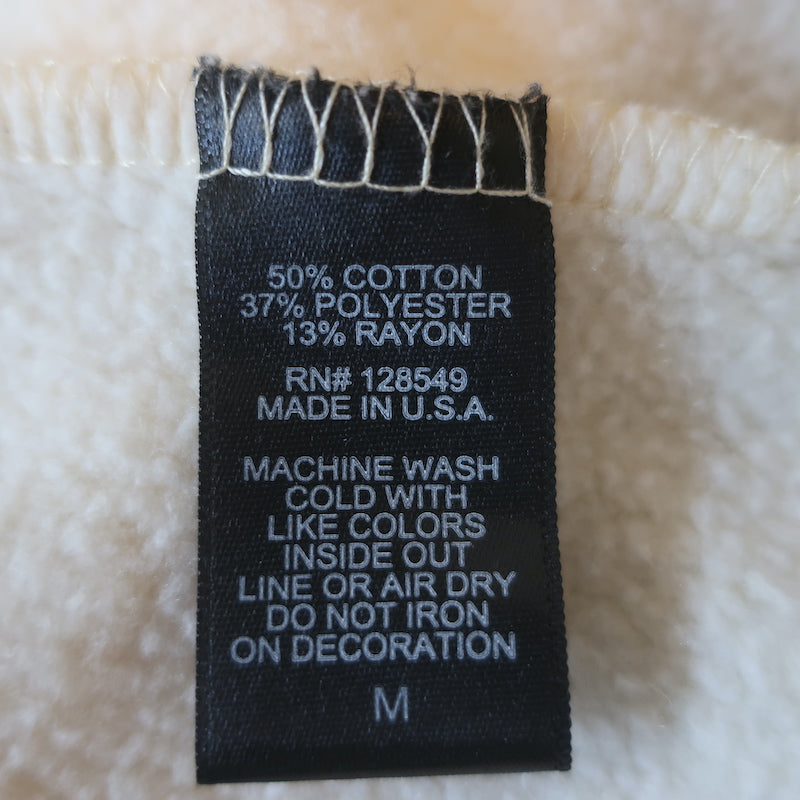 50% COTTON
37% POLYESTER
13% RAYON
RN# 128549
MADE IN U.S.A.
MACHINE WASH
COLD WITH
LIKE COLORS
INSIDE OUT
LINE OR AIR DRY
DO NOT IRON
ON DECORATION
M